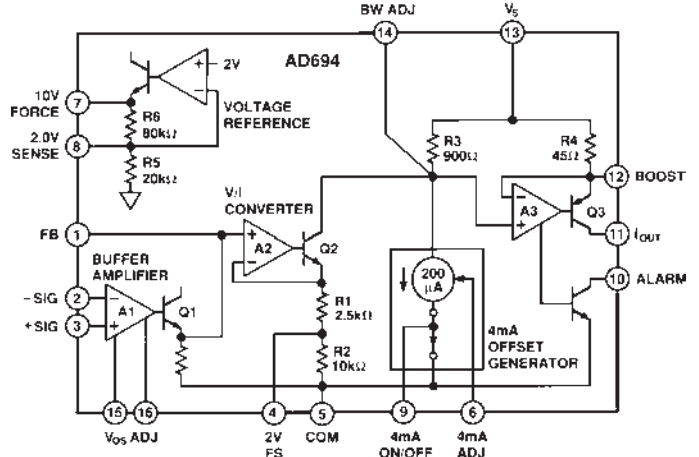 BW ADJ
VS
14
13
AD694
2V
10V
FORCE
7
VOLTAGE
REFERENCE
R6
80kΩ
2.0V
SENSE
8
R5
20kΩ
R3
900Ω
R4
45Ω
12
BOOST
V/I
CONVERTER
A3
Q3
FB
1
A2
Q2
11
IOUT
BUFFER
AMPLIFIER
200
μA
10
ALARM
-SIG
2
A1
Q1
R1
2.5kΩ
+SIG
3
4mA
OFFSET
GENERATOR
R2
10kΩ
15
16
4
5
9
6
VOS ADJ
2V
FS
COM
4mA
ON/OFF
4mA
ADJ